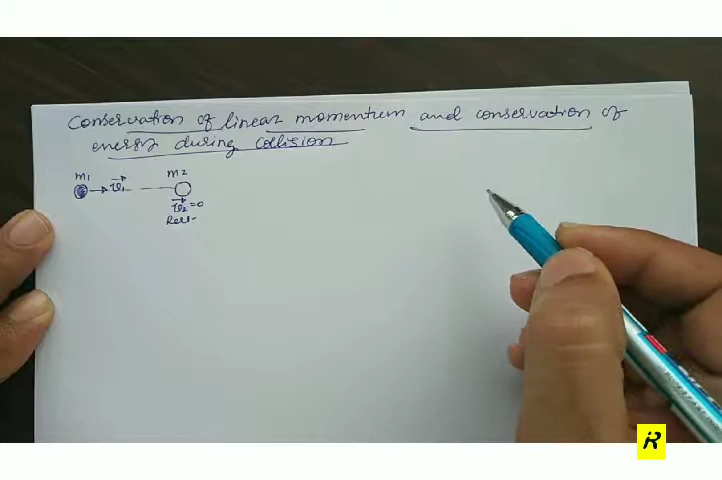 Conservation of linear momentum and conservation of
energy during collision
m1 m2
v1
v2 = 0
Rest
R